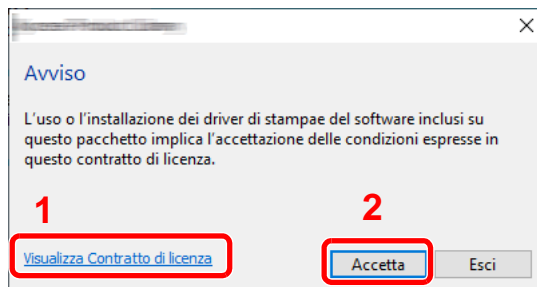 Avviso
L'uso o l'installazione dei driver di stampae del software inclusi su
questo pacchetto implica l'accettazione delle condizioni espresse in
questo contratto di licenza.
1
2
Visualizza Contratto di licenza
Accetta
Esci